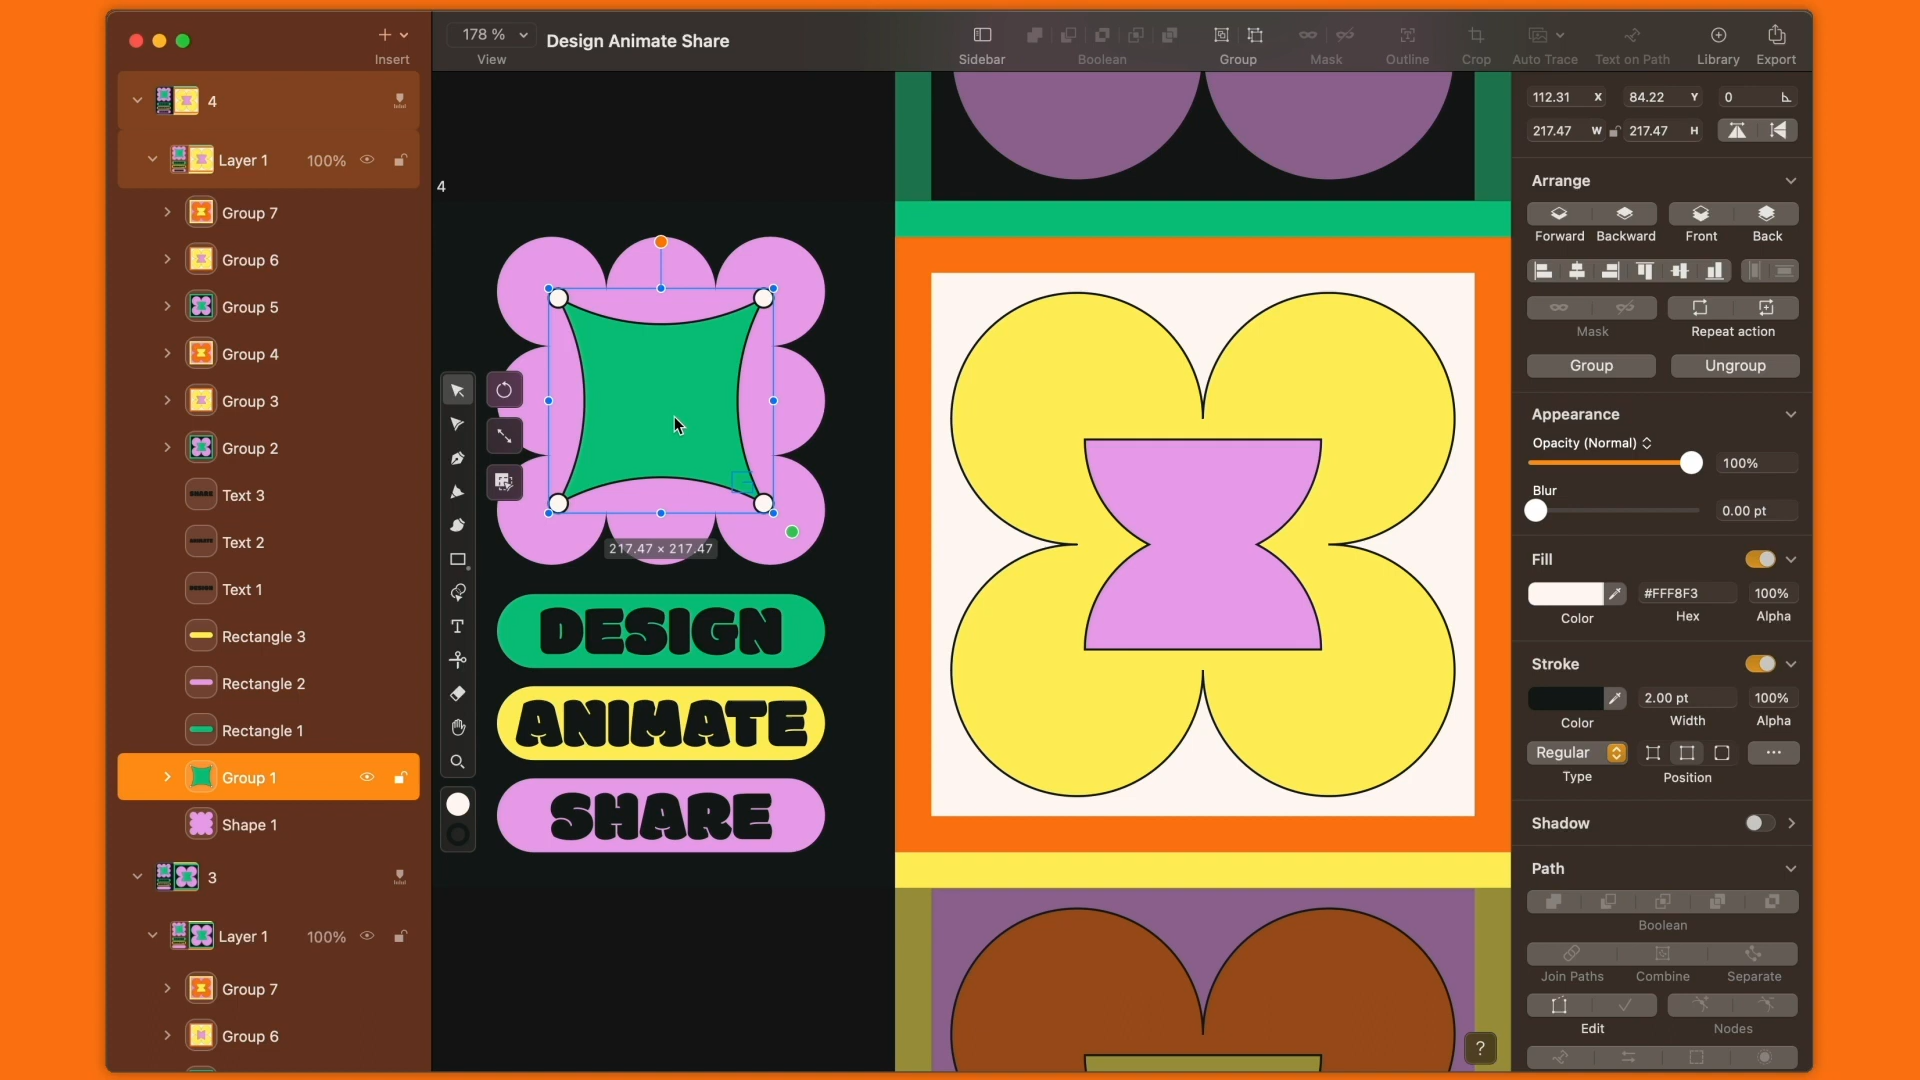 178 %
Design Animate Share
Insert
View
Sidebar
Boolean
Group
Mask
Outline
Crop
Auto Trace
Text on Path
Library
Export
4
Layer 1
100%
Group 7
Group 6
Group 5
Group 4
Group 3
Group 2
Text 3
Text 2
Text 1
Rectangle 3
Rectangle 2
Rectangle 1
Group 1
Shape 1
3
Layer 1
100%
Group 7
Group 6
4
217.47 × 217.47
DESIGN
ANIMATE
SHARE
112.31 X
84.22 Y
0
217.47 W
217.47 H
Arrange
Forward
Backward
Front
Back
Mask
Repeat action
Group
Ungroup
Appearance
Opacity (Normal)
100%
Blur
0.00 pt
Fill
#FFF8F3
100%
Color
Hex
Alpha
Stroke
2.00 pt
100%
Color
Width
Alpha
Regular
Type
Position
Shadow
Path
Boolean
Join Paths
Combine
Separate
Edit
Nodes
?